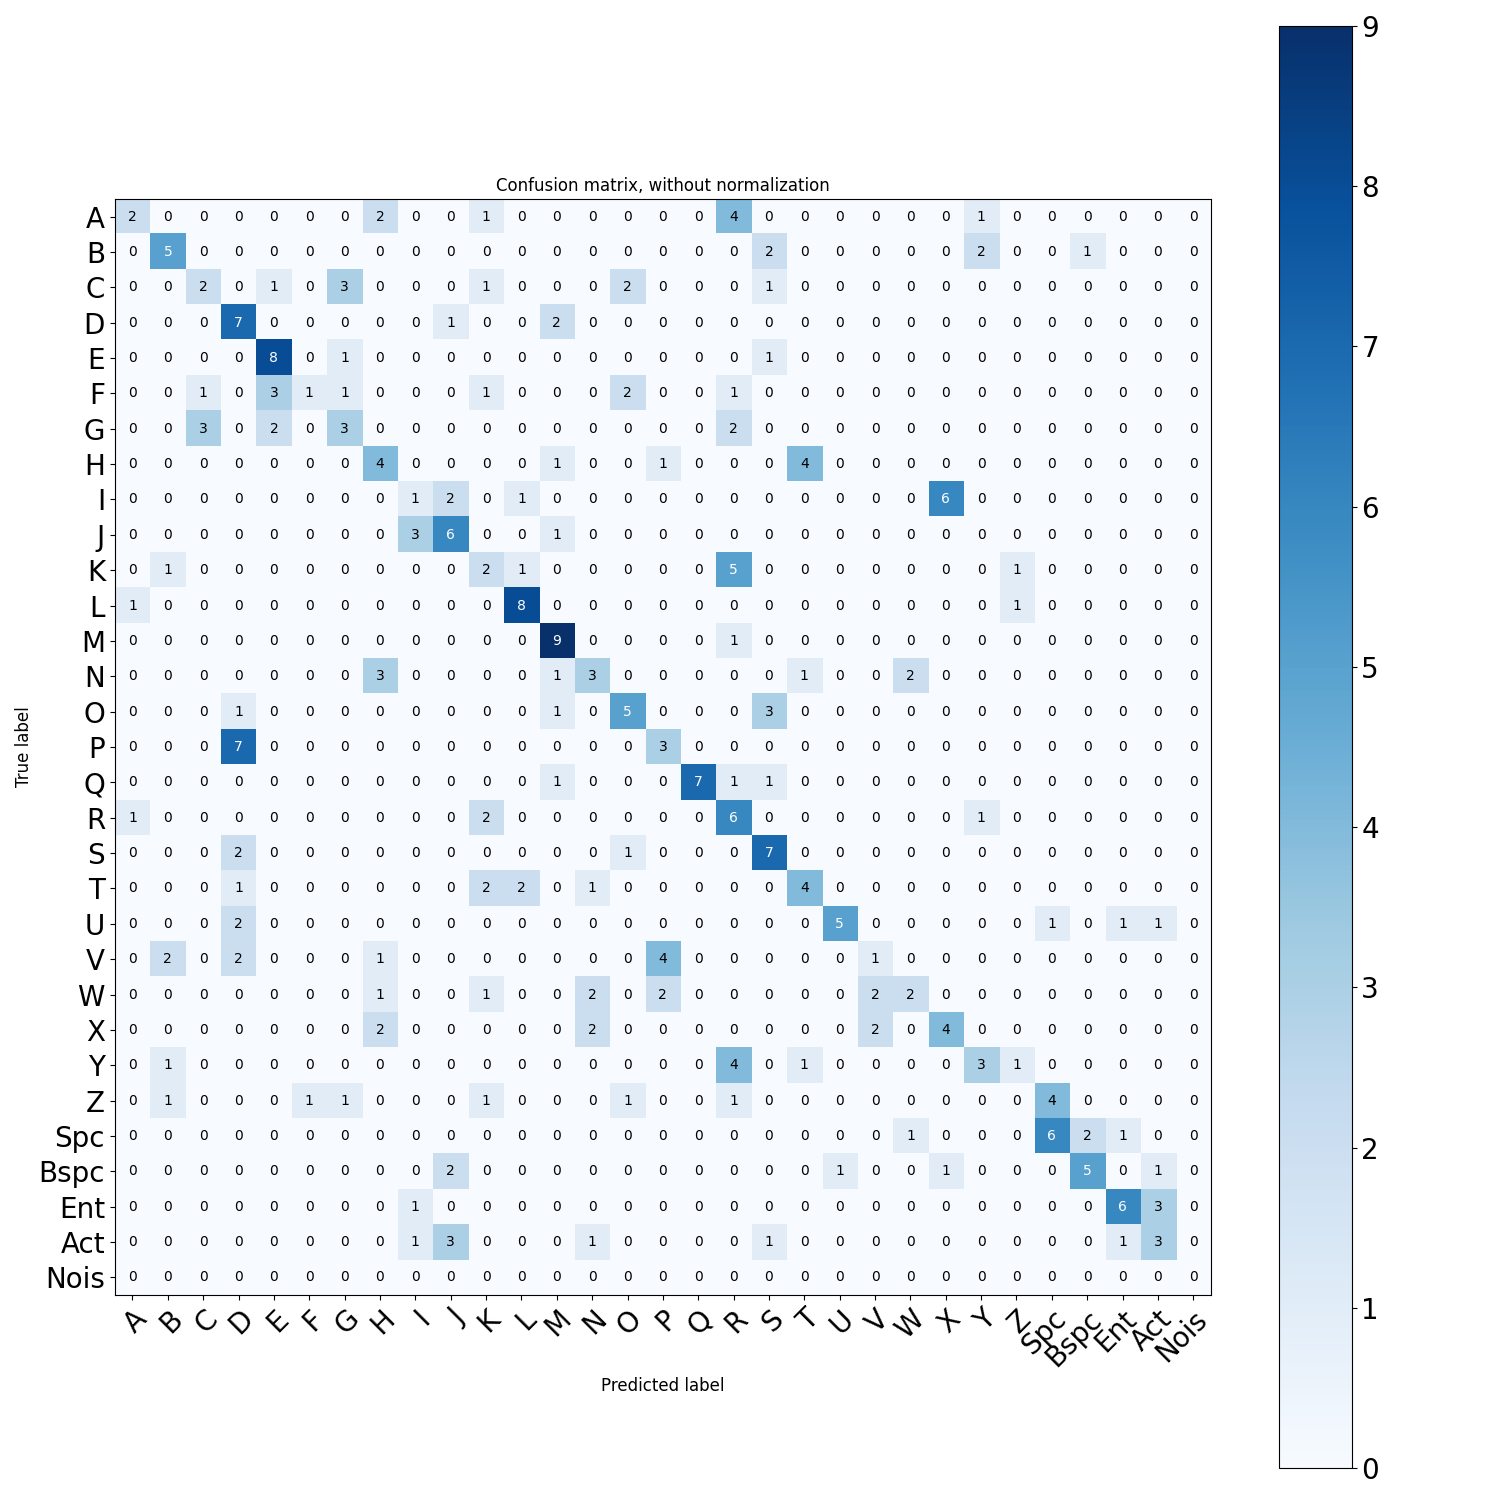 Confusion matrix, without normalization
A 2 0 0 0 0 0 0 2 0 0 1 0 0 0 0 0 0 4 0 0 0 0 0 0 1 0 0 0 0 0 0
B 0 5 0 0 0 0 0 0 0 0 0 0 0 0 0 0 0 0 2 0 0 0 0 0 2 0 0 1 0 0 0
C 0 0 2 0 1 0 3 0 0 0 1 0 0 0 2 0 0 0 1 0 0 0 0 0 0 0 0 0 0 0 0
D 0 0 0 7 0 0 0 0 0 1 0 0 2 0 0 0 0 0 0 0 0 0 0 0 0 0 0 0 0 0 0
E 0 0 0 0 8 0 1 0 0 0 0 0 0 0 0 0 0 0 1 0 0 0 0 0 0 0 0 0 0 0 0
F 0 0 1 0 3 1 1 0 0 0 1 0 0 0 2 0 0 1 0 0 0 0 0 0 0 0 0 0 0 0 0
G 0 0 3 0 2 0 3 0 0 0 0 0 0 0 0 0 0 2 0 0 0 0 0 0 0 0 0 0 0 0 0
H 0 0 0 0 0 0 0 4 0 0 0 0 1 0 0 1 0 0 0 4 0 0 0 0 0 0 0 0 0 0 0
I 0 0 0 0 0 0 0 0 1 2 0 1 0 0 0 0 0 0 0 0 0 0 0 6 0 0 0 0 0 0 0
J 0 0 0 0 0 0 0 0 3 6 0 0 1 0 0 0 0 0 0 0 0 0 0 0 0 0 0 0 0 0 0
K 0 1 0 0 0 0 0 0 0 0 2 1 0 0 0 0 0 5 0 0 0 0 0 0 0 1 0 0 0 0 0
L 1 0 0 0 0 0 0 0 0 0 0 8 0 0 0 0 0 0 0 0 0 0 0 0 0 1 0 0 0 0 0
M 0 0 0 0 0 0 0 0 0 0 0 0 9 0 0 0 0 1 0 0 0 0 0 0 0 0 0 0 0 0 0
N 0 0 0 0 0 0 0 3 0 0 0 0 1 3 0 0 0 0 0 1 0 0 2 0 0 0 0 0 0 0 0
O 0 0 0 1 0 0 0 0 0 0 0 0 1 0 5 0 0 0 3 0 0 0 0 0 0 0 0 0 0 0 0
P 0 0 0 7 0 0 0 0 0 0 0 0 0 0 0 3 0 0 0 0 0 0 0 0 0 0 0 0 0 0 0
Q 0 0 0 0 0 0 0 0 0 0 0 0 1 0 0 0 7 1 1 0 0 0 0 0 0 0 0 0 0 0 0
R 1 0 0 0 0 0 0 0 0 0 2 0 0 0 0 0 0 6 0 0 0 0 0 0 1 0 0 0 0 0 0
S 0 0 0 2 0 0 0 0 0 0 0 0 0 0 1 0 0 0 7 0 0 0 0 0 0 0 0 0 0 0 0
T 0 0 0 1 0 0 0 0 0 0 2 2 0 1 0 0 0 0 0 4 0 0 0 0 0 0 0 0 0 0 0
U 0 0 0 2 0 0 0 0 0 0 0 0 0 0 0 0 0 0 0 0 5 0 0 0 0 0 1 0 1 1 0
V 0 2 0 2 0 0 0 1 0 0 0 0 0 0 0 4 0 0 0 0 0 1 0 0 0 0 0 0 0 0 0
W 0 0 0 0 0 0 0 1 0 0 1 0 0 2 0 2 0 0 0 0 0 2 2 0 0 0 0 0 0 0 0
X 0 0 0 0 0 0 0 2 0 0 0 0 0 2 0 0 0 0 0 0 0 2 0 4 0 0 0 0 0 0 0
Y 0 1 0 0 0 0 0 0 0 0 0 0 0 0 0 0 0 4 0 1 0 0 0 0 3 1 0 0 0 0 0
Z 0 1 0 0 0 1 1 0 0 0 1 0 0 0 1 0 0 1 0 0 0 0 0 0 0 0 4 0 0 0 0
Spc 0 0 0 0 0 0 0 0 0 0 0 0 0 0 0 0 0 0 0 0 0 0 1 0 0 0 6 2 1 0 0
Bspc 0 0 0 0 0 0 0 0 0 2 0 0 0 0 0 0 0 0 0 0 1 0 0 1 0 0 0 5 0 1 0
Ent 0 0 0 0 0 0 0 0 1 0 0 0 0 0 0 0 0 0 0 0 0 0 0 0 0 0 0 0 6 3 0
Act 0 0 0 0 0 0 0 0 1 3 0 0 0 1 0 0 0 0 1 0 0 0 0 0 0 0 0 0 1 3 0
Nois 0 0 0 0 0 0 0 0 0 0 0 0 0 0 0 0 0 0 0 0 0 0 0 0 0 0 0 0 0 0 0
A B C D E F G H I J K L M N O P Q R S T U V W X Y Z Spc Bspc Ent Act Nois
Predicted label
True label
9
8
7
6
5
4
3
2
1
0